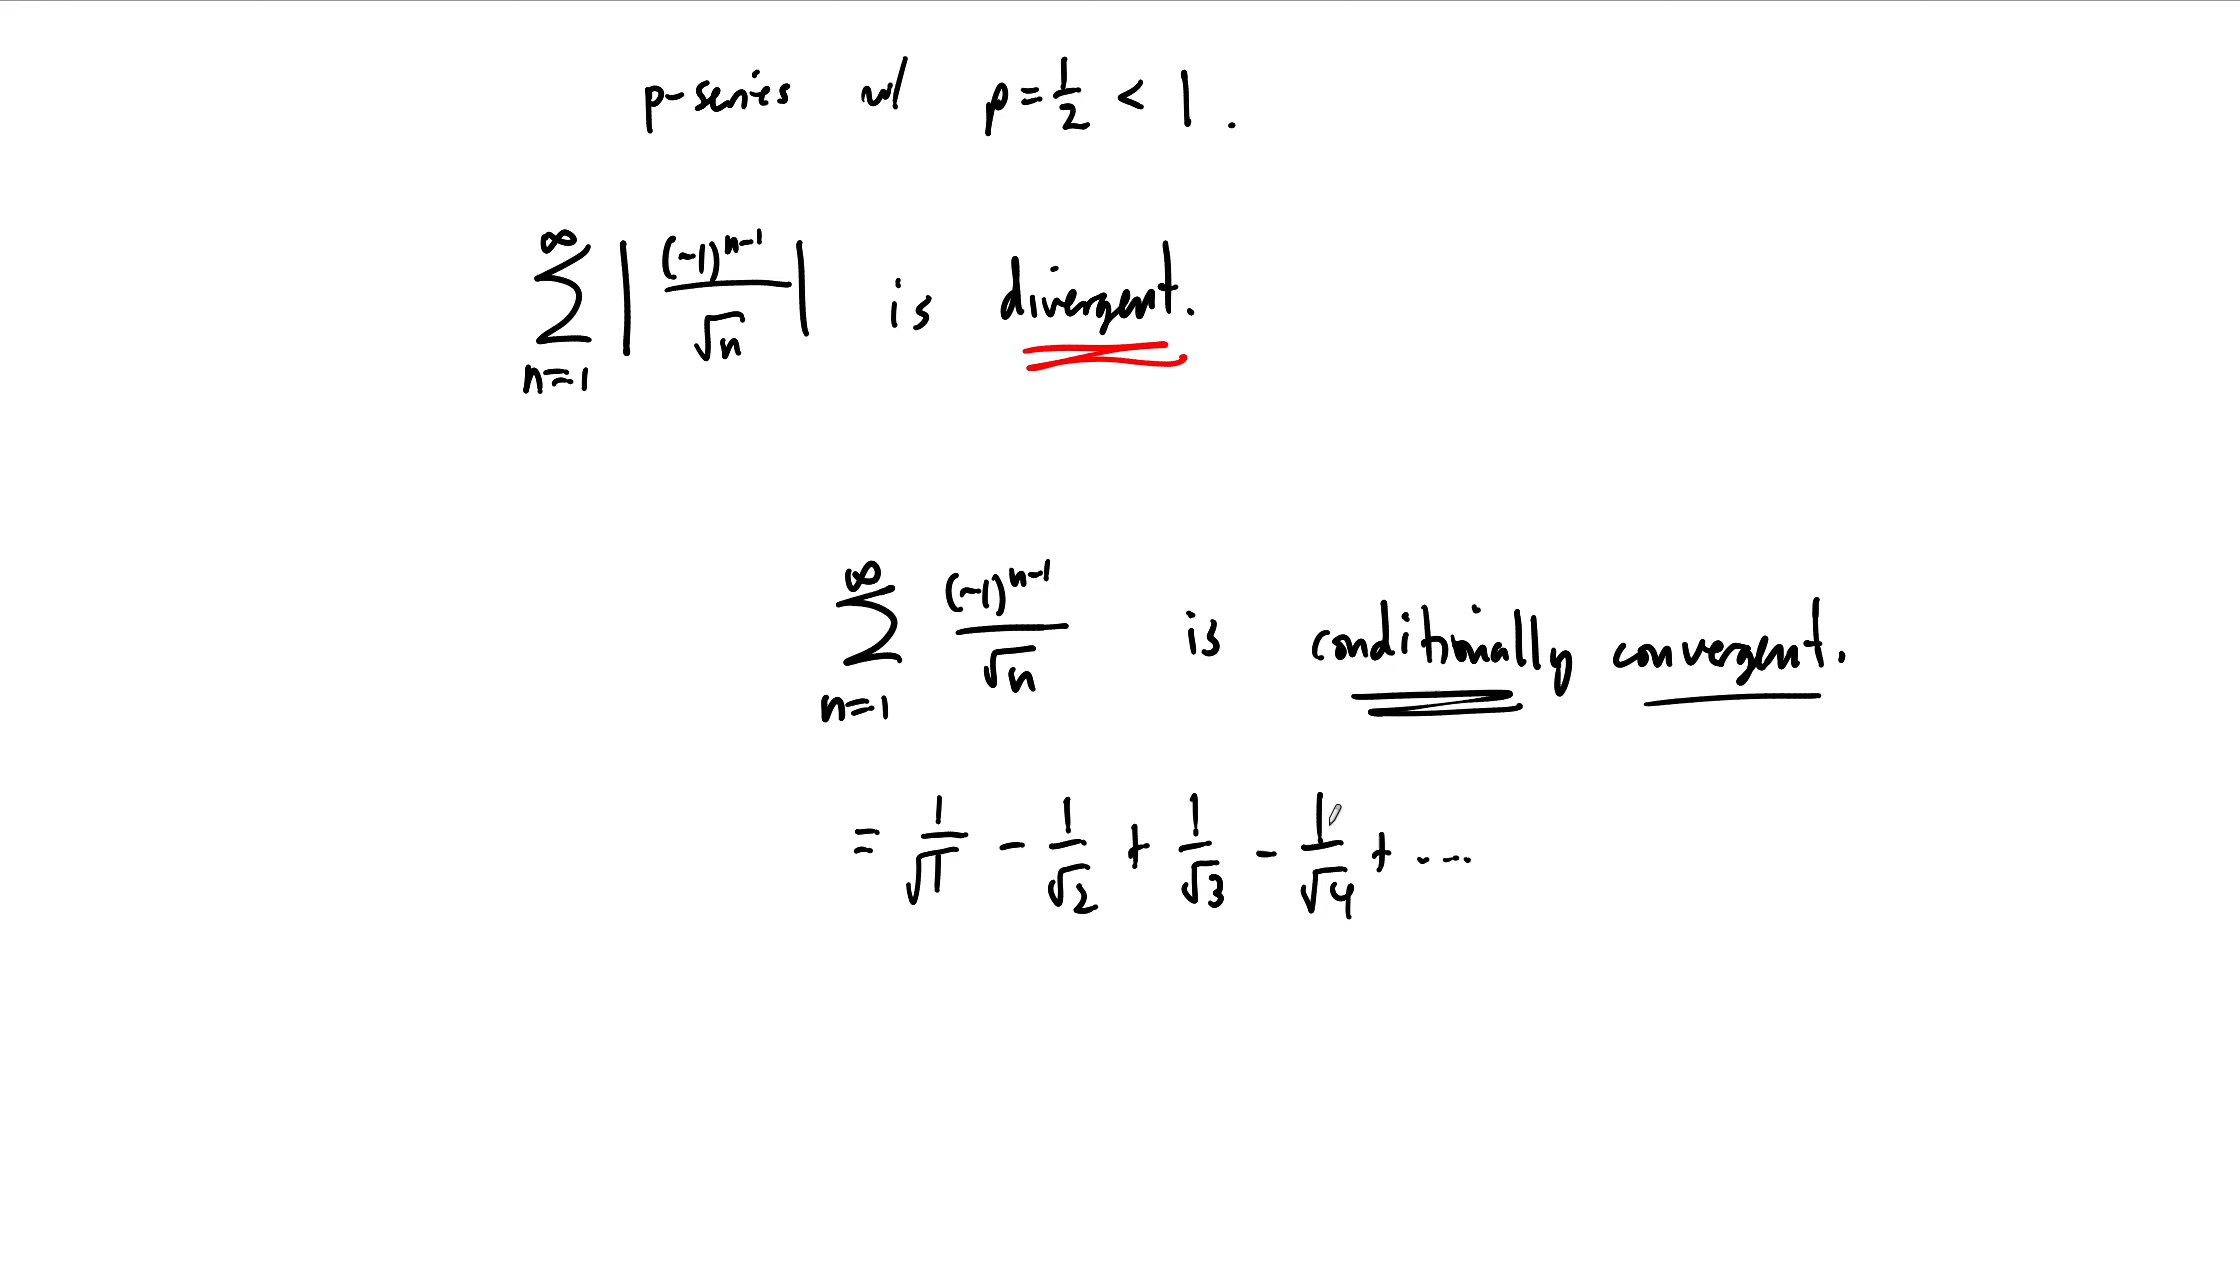 p-series w/ p = 1/2 < 1.
∞∑n=1 | (-1)^(n-1) / √n | is divergent.
∞∑n=1 (-1)^(n-1) / √n is conditionally convergent.
= 1/√1 - 1/√2 + 1/√3 - 1/√4 + ....